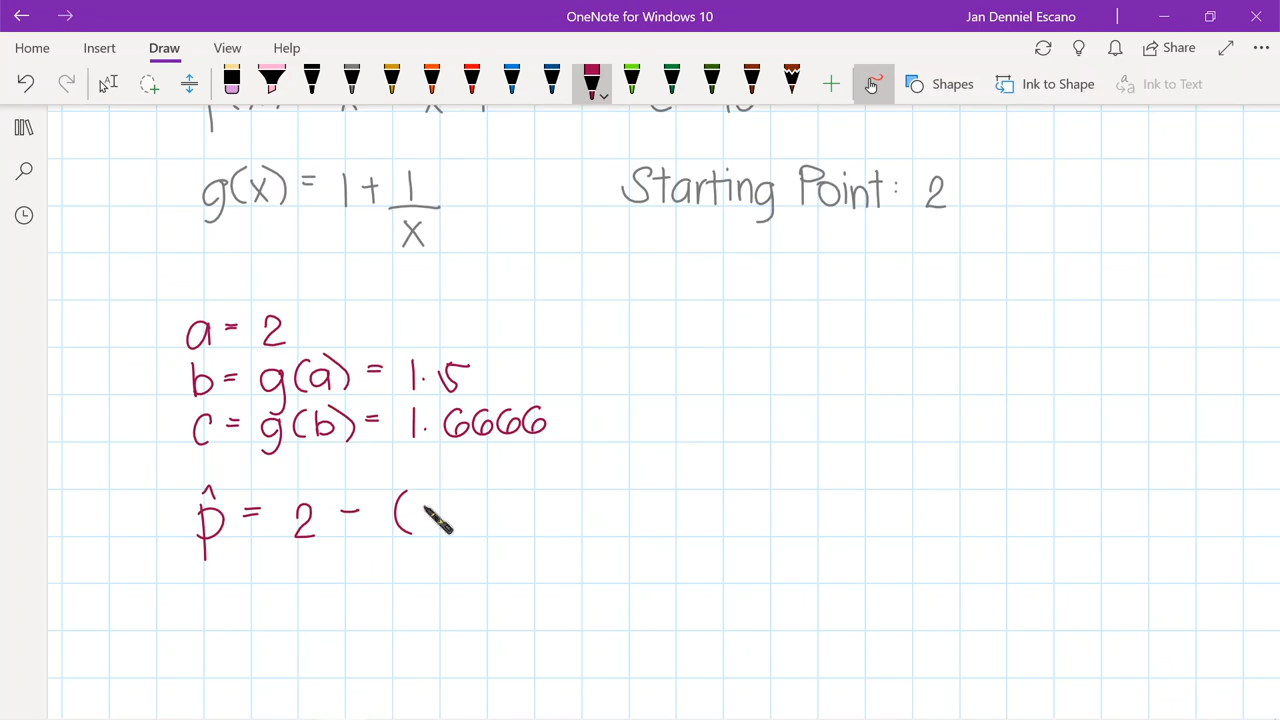 OneNote for Windows 10
Jan Denniel Escano
Home Insert Draw View Help Share
Shapes Ink to Shape Ink to Text
g(x) = 1 + 1/x
Starting Point: 2
a = 2
b = g(a) = 1.5
c = g(b) = 1.6666
p̂ = 2 - (